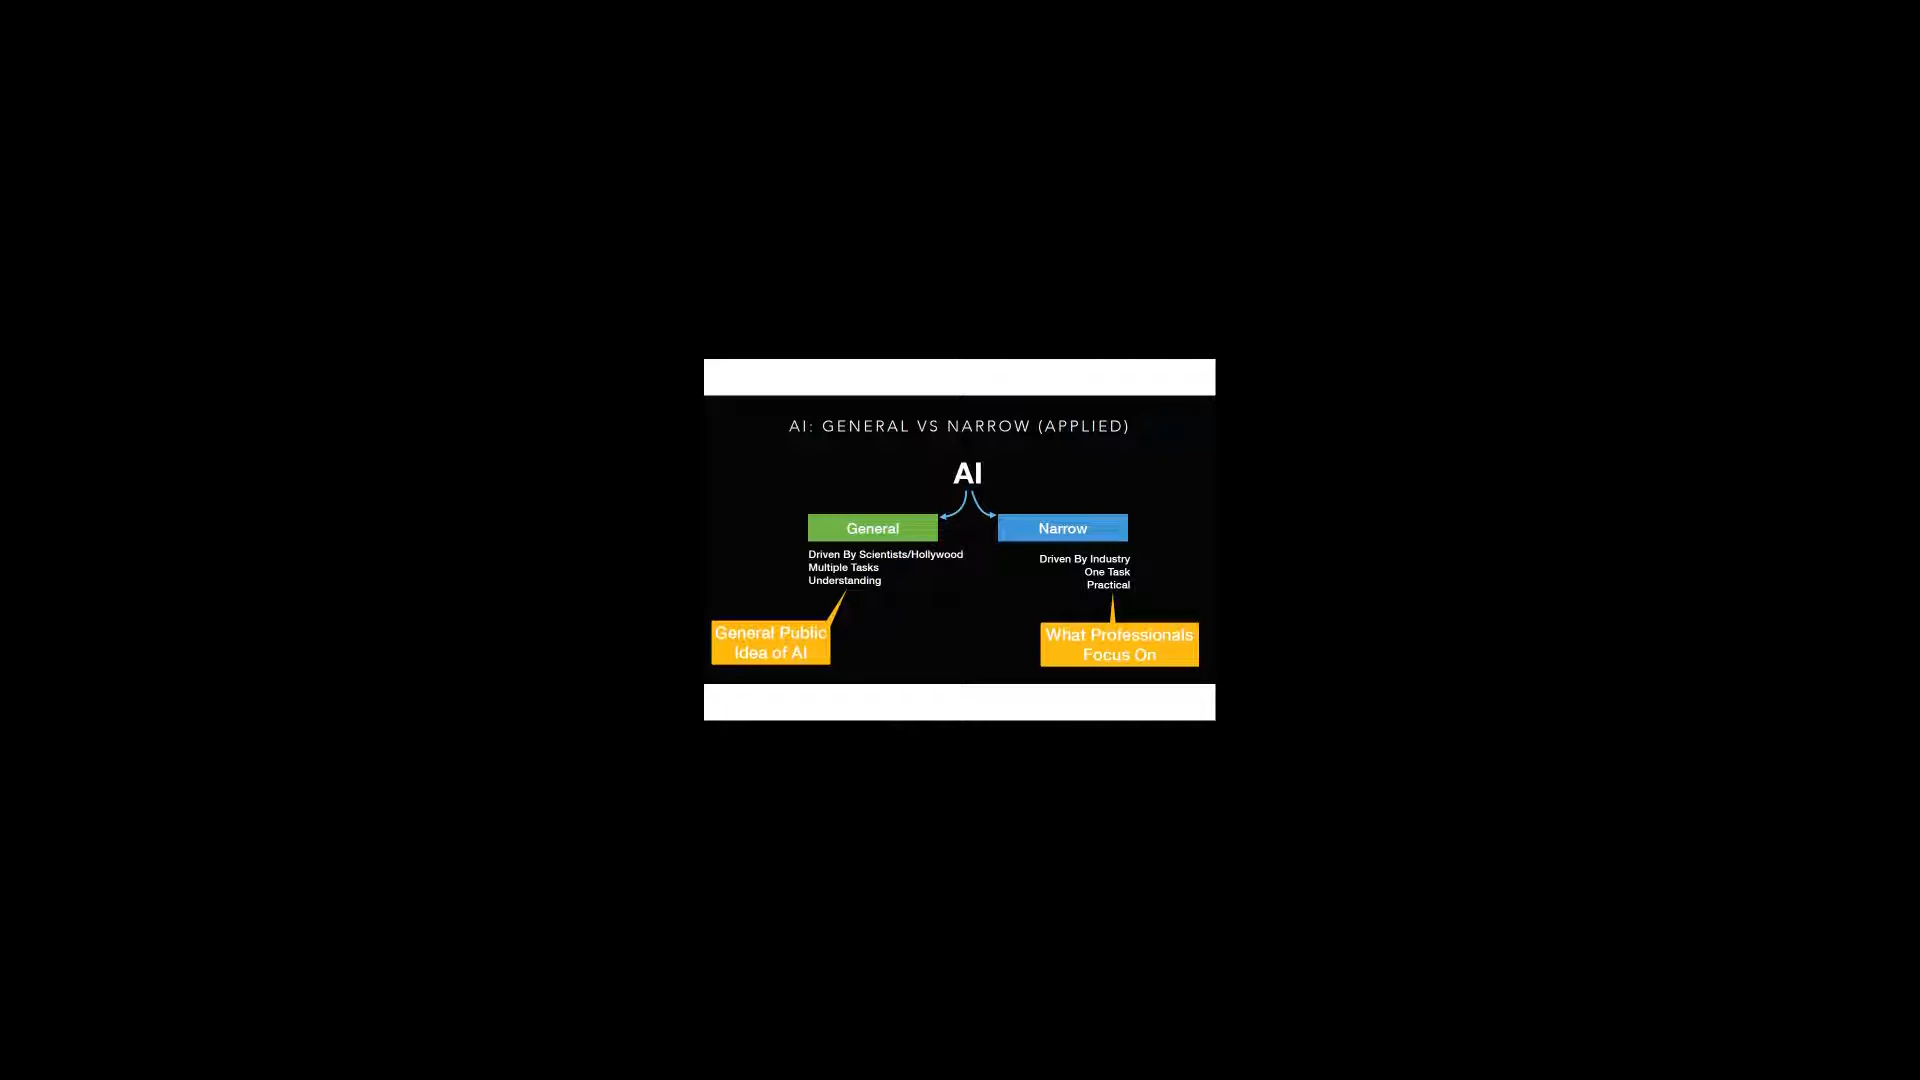 AI: GENERAL VS NARROW (APPLIED)
AI
General
Driven By Scientists/Hollywood
Multiple Tasks
Understanding
General Public
Idea of AI
Narrow
Driven By Industry
One Task
Practical
What Professionals
Focus On